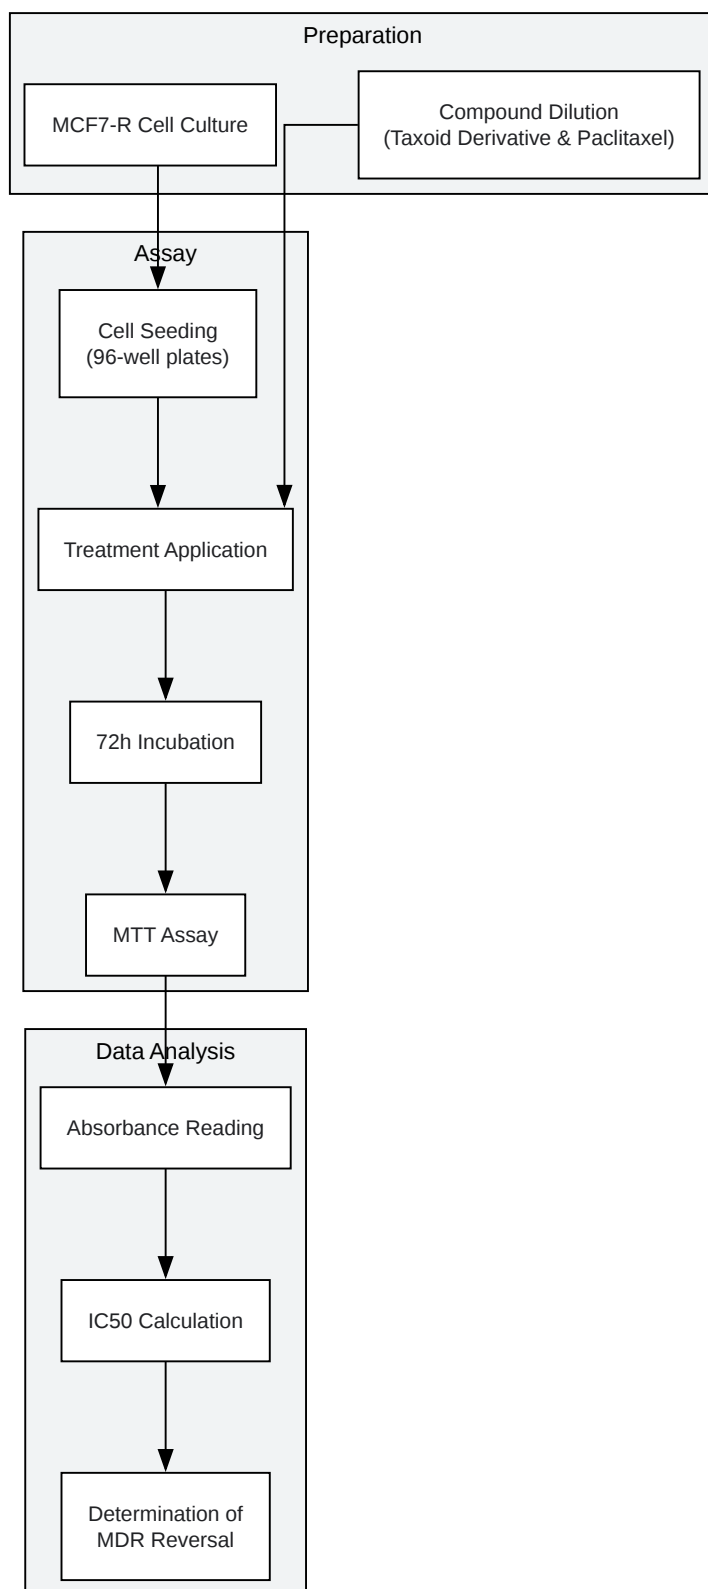 Preparation
MCF7-R Cell Culture
Compound Dilution
(Taxoid Derivative & Paclitaxel)
Assay
Cell Seeding
(96-well plates)
Treatment Application
72h Incubation
MTT Assay
Data Analysis
Absorbance Reading
IC50 Calculation
Determination of
MDR Reversal